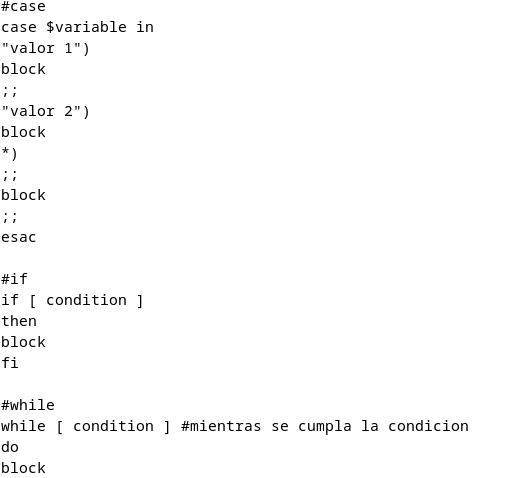 #case
case $variable in
"valor 1")
block
;;
"valor 2")
block
*)
;;
block
;;
esac

#if
if [ condition ]
then
block
fi

#while
while [ condition ] #mientras se cumpla la condicion
do
block